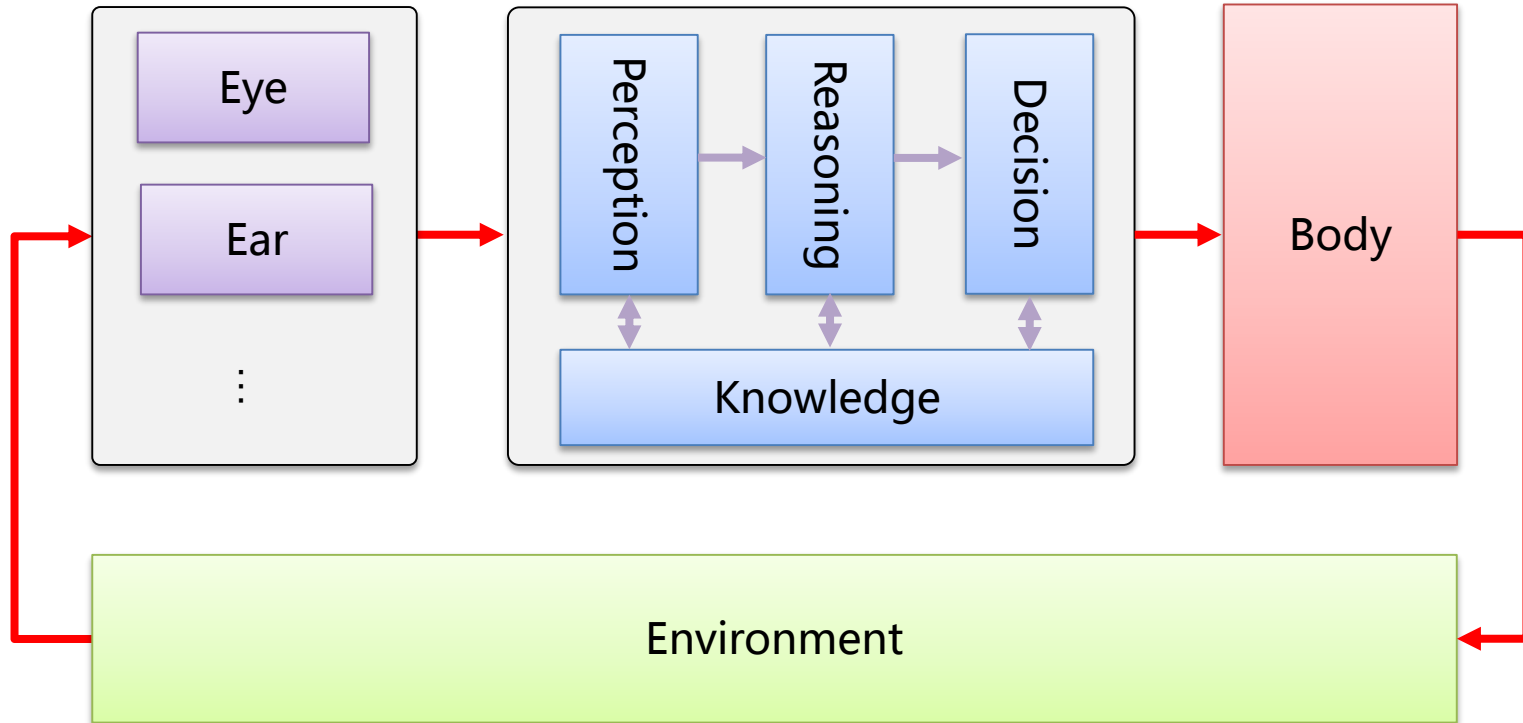 Eye
Ear
⋮
Perception
Reasoning
Decision
Knowledge
Body
Environment